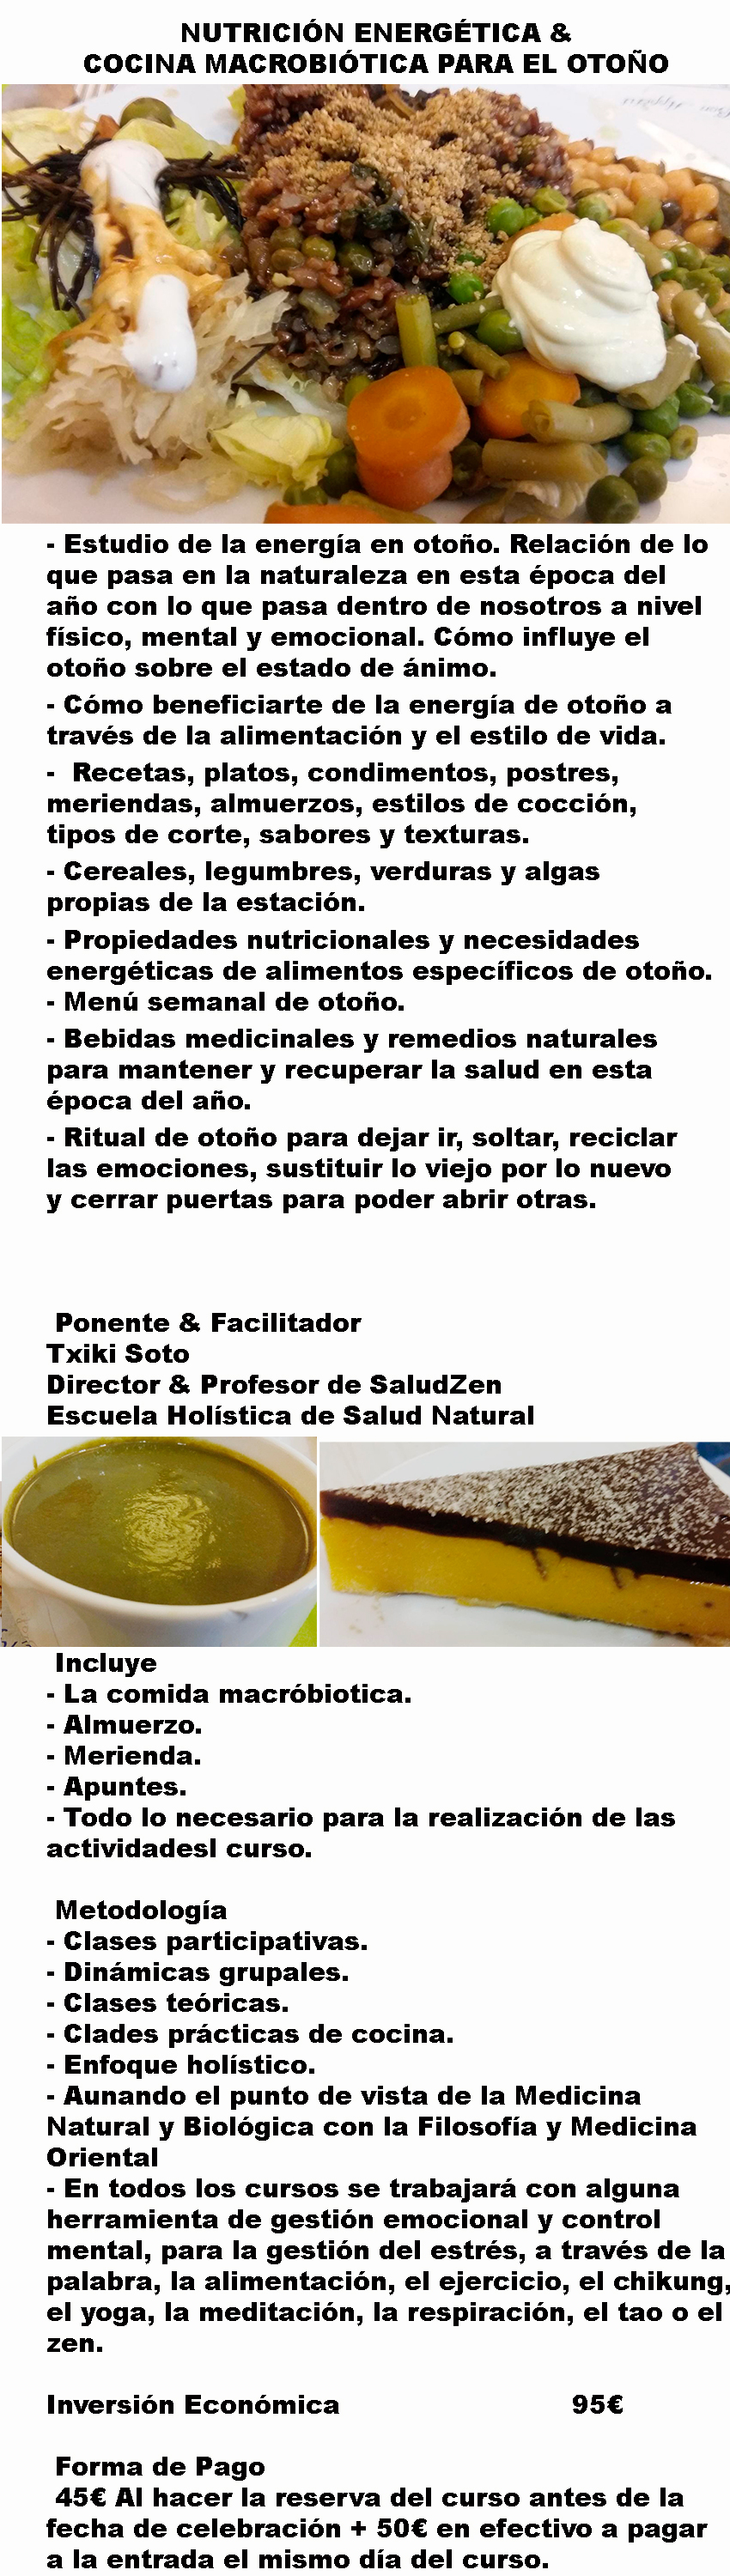 NUTRICIÓN ENERGÉTICA &
COCINA MACROBIÓTICA PARA EL OTOÑO
- Estudio de la energía en otoño. Relación de lo
que pasa en la naturaleza en esta época del
año con lo que pasa dentro de nosotros a nivel
físico, mental y emocional. Cómo influye el
otoño sobre el estado de ánimo.
- Cómo beneficiarte de la energía de otoño a
través de la alimentación y el estilo de vida.
- Recetas, platos, condimentos, postres,
meriendas, almuerzos, estilos de cocción,
tipos de corte, sabores y texturas.
- Cereales, legumbres, verduras y algas
propias de la estación.
- Propiedades nutricionales y necesidades
energéticas de alimentos específicos de otoño.
- Menú semanal de otoño.
- Bebidas medicinales y remedios naturales
para mantener y recuperar la salud en esta
época del año.
- Ritual de otoño para dejar ir, soltar, reciclar
las emociones, sustituir lo viejo por lo nuevo
y cerrar puertas para poder abrir otras.
Ponente & Facilitador
Txiki Soto
Director & Profesor de SaludZen
Escuela Holística de Salud Natural
Incluye
- La comida macróbiotica.
- Almuerzo.
- Merienda.
- Apuntes.
- Todo lo necesario para la realización de las
actividadesl curso.
Metodología
- Clases participativas.
- Dinámicas grupales.
- Clases teóricas.
- Clades prácticas de cocina.
- Enfoque holístico.
- Aunando el punto de vista de la Medicina
Natural y Biológica con la Filosofía y Medicina
Oriental
- En todos los cursos se trabajará con alguna
herramienta de gestión emocional y control
mental, para la gestión del estrés, a través de la
palabra, la alimentación, el ejercicio, el chikung,
el yoga, la meditación, la respiración, el tao o el
zen.
Inversión Económica 95€
Forma de Pago
45€ Al hacer la reserva del curso antes de la
fecha de celebración + 50€ en efectivo a pagar
a la entrada el mismo día del curso.